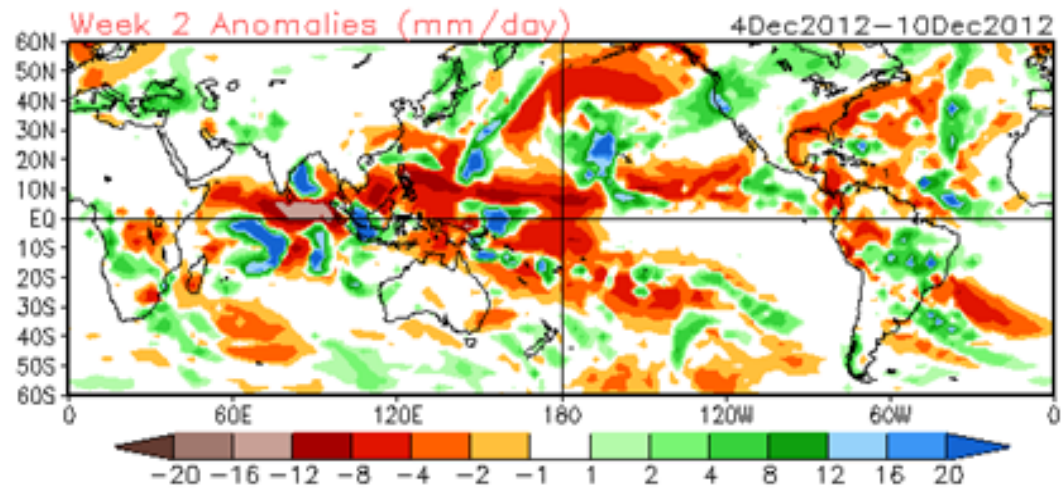 Week 2 Anomalies (mm/day) 4Dec2012-10Dec2012
60N
50N
40N
30N
20N
10N
EQ
10S
20S
30S
40S
50S
60S
0 60E 120E 180 120W 60W 0
-20 -16 -12 -8 -4 -2 -1 1 2 4 8 12 16 20